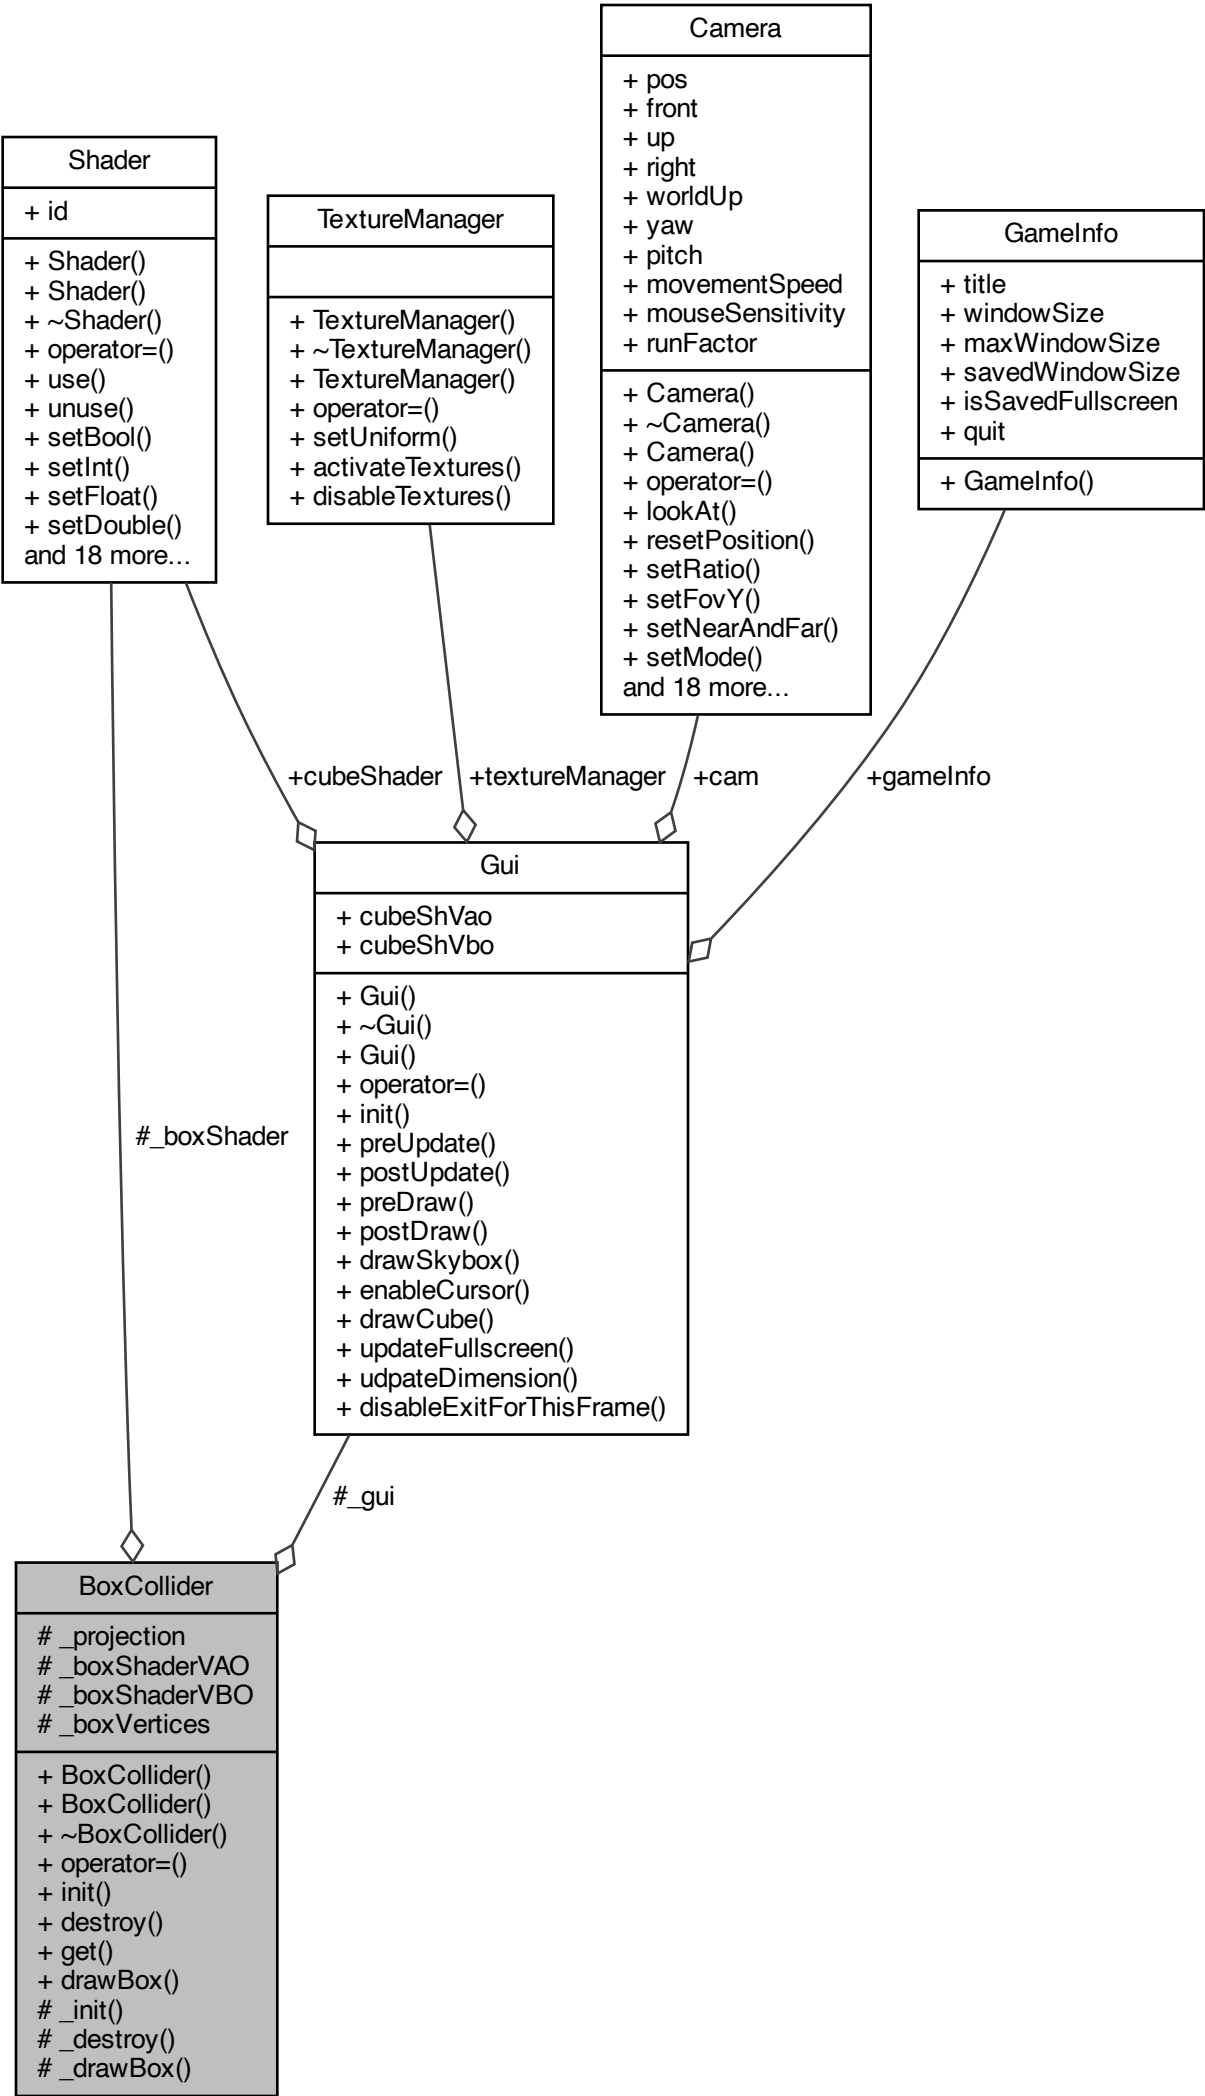 Camera
+ pos
+ front
+ up
+ right
+ worldUp
+ yaw
+ pitch
+ movementSpeed
+ mouseSensitivity
+ runFactor
+ Camera()
+ ~Camera()
+ Camera()
+ operator=()
+ lookAt()
+ resetPosition()
+ setRatio()
+ setFovY()
+ setNearAndFar()
+ setMode()
and 18 more...
Shader
+ id
+ Shader()
+ Shader()
+ ~Shader()
+ operator=()
+ use()
+ unuse()
+ setBool()
+ setInt()
+ setFloat()
+ setDouble()
and 18 more...
TextureManager
+ TextureManager()
+ ~TextureManager()
+ TextureManager()
+ operator=()
+ setUniform()
+ activateTextures()
+ disableTextures()
GameInfo
+ title
+ windowSize
+ maxWindowSize
+ savedWindowSize
+ isSavedFullscreen
+ quit
+ GameInfo()
+cubeShader
+textureManager
+cam
+gameInfo
Gui
+ cubeShVao
+ cubeShVbo
+ Gui()
+ ~Gui()
+ Gui()
+ operator=()
+ init()
+ preUpdate()
+ postUpdate()
+ preDraw()
+ postDraw()
+ drawSkybox()
+ enableCursor()
+ drawCube()
+ updateFullscreen()
+ udpateDimension()
+ disableExitForThisFrame()
#_boxShader
#_gui
BoxCollider
# _projection
# _boxShaderVAO
# _boxShaderVBO
# _boxVertices
+ BoxCollider()
+ BoxCollider()
+ ~BoxCollider()
+ operator=()
+ init()
+ destroy()
+ get()
+ drawBox()
# _init()
# _destroy()
# _drawBox()